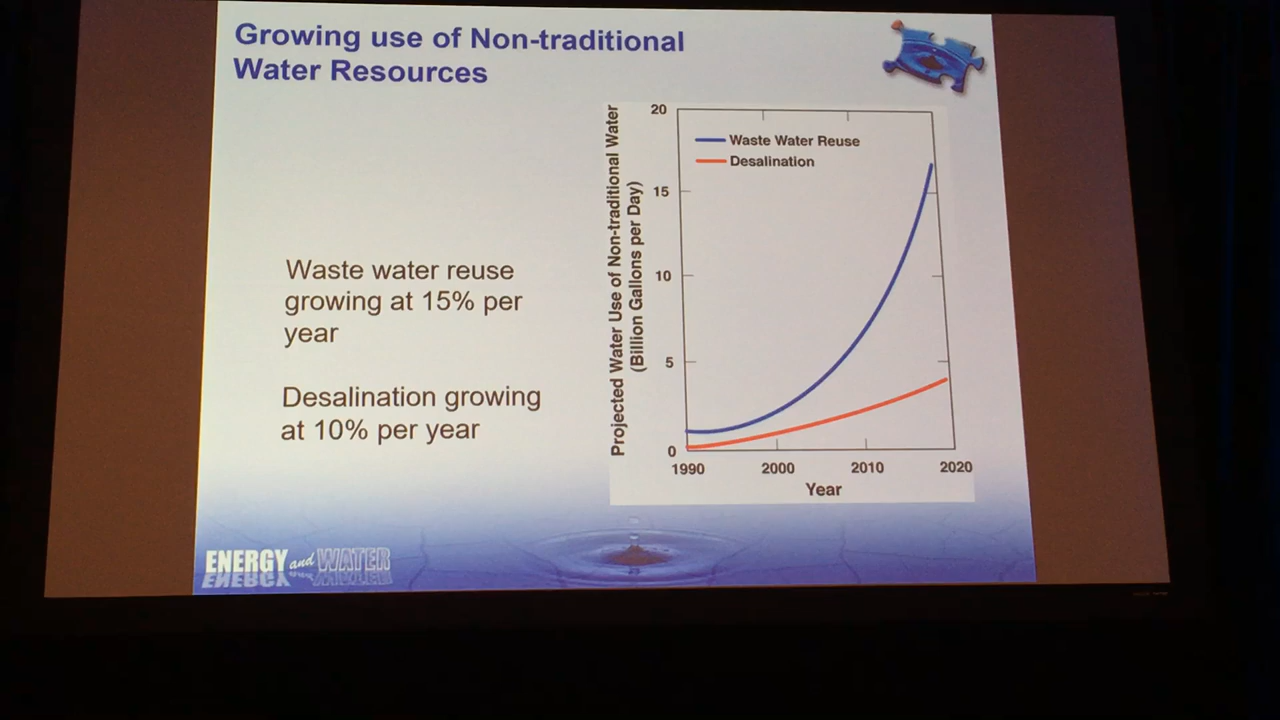 Growing use of Non-traditional
Water Resources
Waste water reuse
growing at 15% per
year
Desalination growing
at 10% per year
Projected Water Use of Non-traditional Water
(Billion Gallons per Day)
20
15
10
5
0
Waste Water Reuse
Desalination
1990 2000 2010 2020
Year
ENERGY and WATER